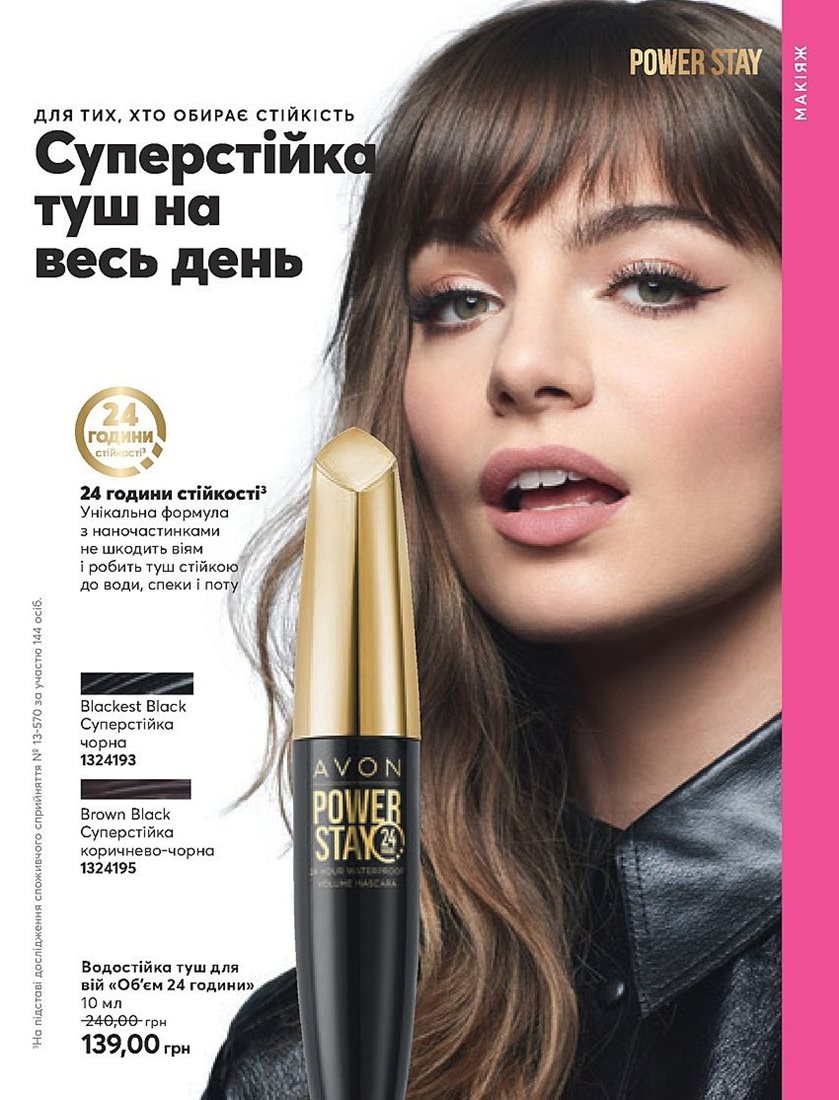 POWER STAY
МАКІЯЖ
ДЛЯ ТИХ, ХТО ОБИРАЄ СТІЙКІСТЬ
Суперстійка
туш на
весь день
24
ГОДИНИ
СТІЙКОСТІ³
24 години стійкості³
Унікальна формула
з наночастинками
не шкодить віям
і робить туш стійкою
до води, спеки і поту
Blackest Black
Суперстійка
чорна
1324193
Brown Black
Суперстійка
коричнево-чорна
1324195
AVON
POWER
STAY
24
24 HOUR WATERPROOF
VOLUME MASCARA
Водостійка туш для
вій «Об'єм 24 години»
10 мл
240,00 грн
139,00 грн
³На підставі дослідження споживчого сприйняття № 13-570 за участю 144 осіб.